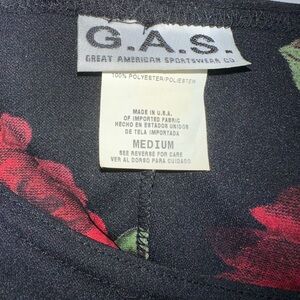 G.A.S.
GREAT AMERICAN SPORTSWEAR CO
100% POLYESTER/POLIESTER
MADE IN U.S.A.
OF IMPORTED FABRIC
HECHO EN ESTADOS UNIDOS
DE TELA IMPORTADA
MEDIUM
SEE REVERSE FOR CARE
VER AL DORSO PARA CUIDADO